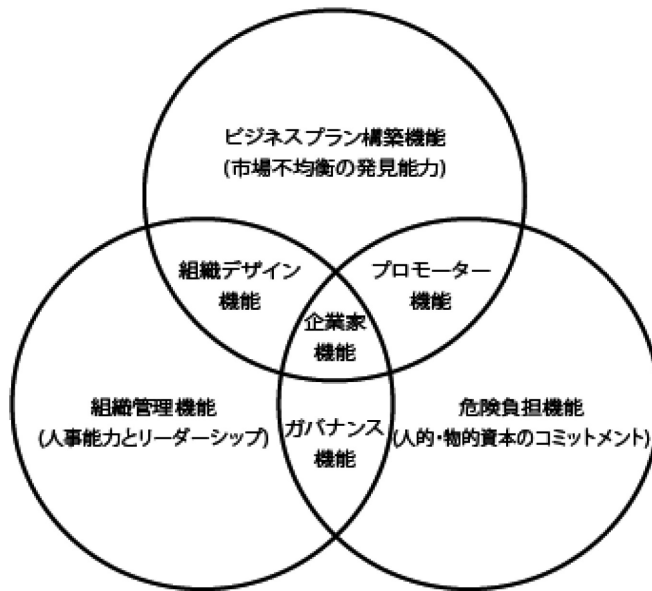 ビジネスプラン構築機能
(市場不均衡の発見能力)
組織デザイン
機能
プロモーター
機能
企業家
機能
組織管理機能
(人事能力とリーダーシップ)
ガバナンス
機能
危険負担機能
(人的・物的資本のコミットメント)